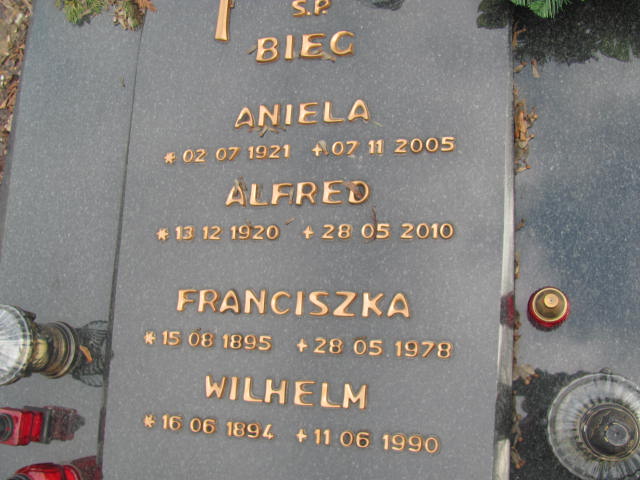 S.P.
BIEG
ANIELA
* 02 07 1921 +07 11 2005
ALFRED
* 13 12 1920 + 28 05 2010
FRANCISZKA
* 15 08 1895 + 28 05 1978
WILHELM
* 16 06 1894 + 11 06 1990